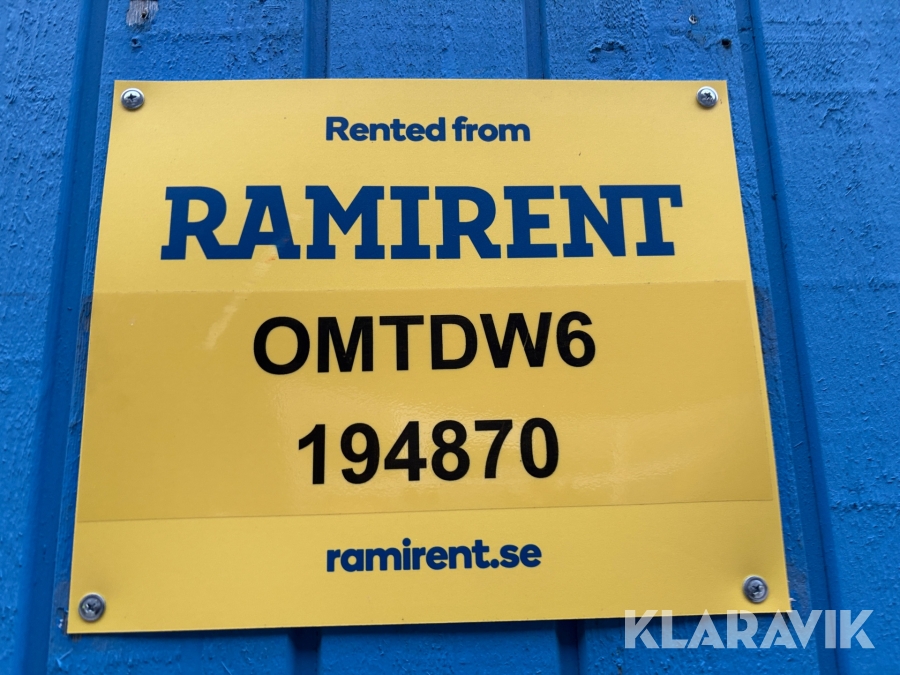 Rented from
RAMIRENT
OMTDW6
194870
ramirent.se
KLARAVIK